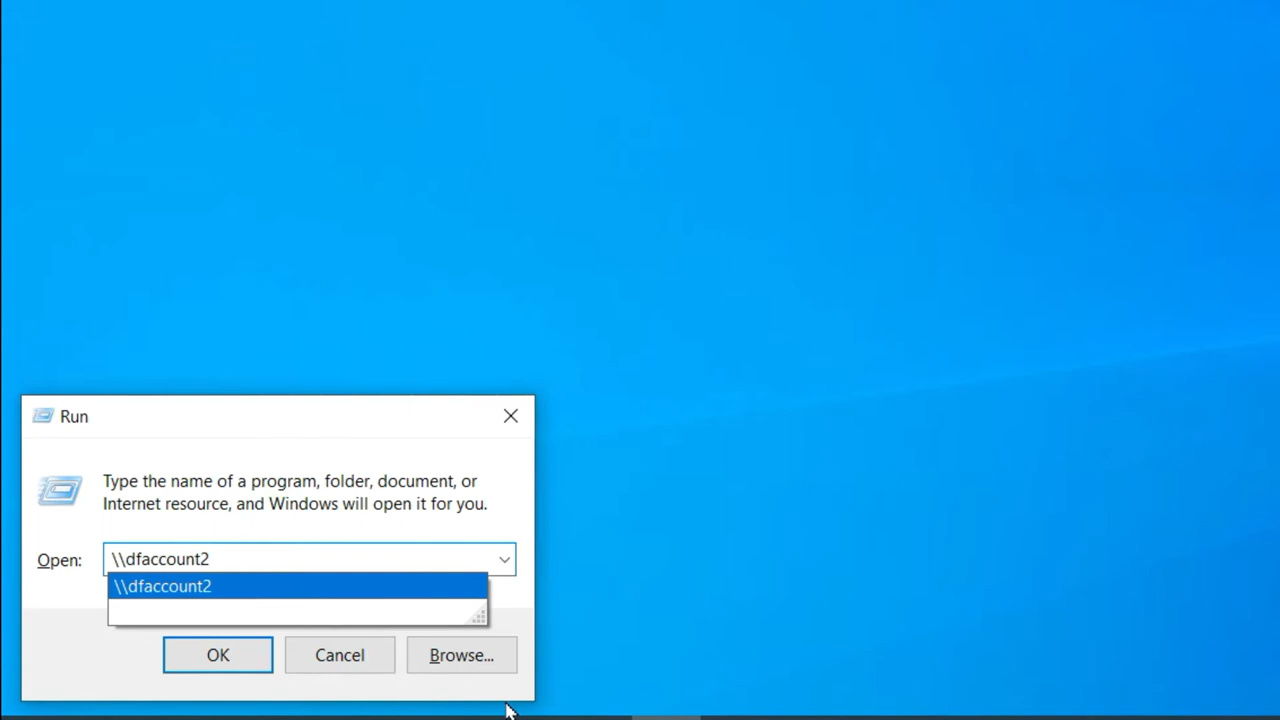 Run
Type the name of a program, folder, document, or
Internet resource, and Windows will open it for you.
Open: \\dfaccount2
\\dfaccount2
OK Cancel Browse...